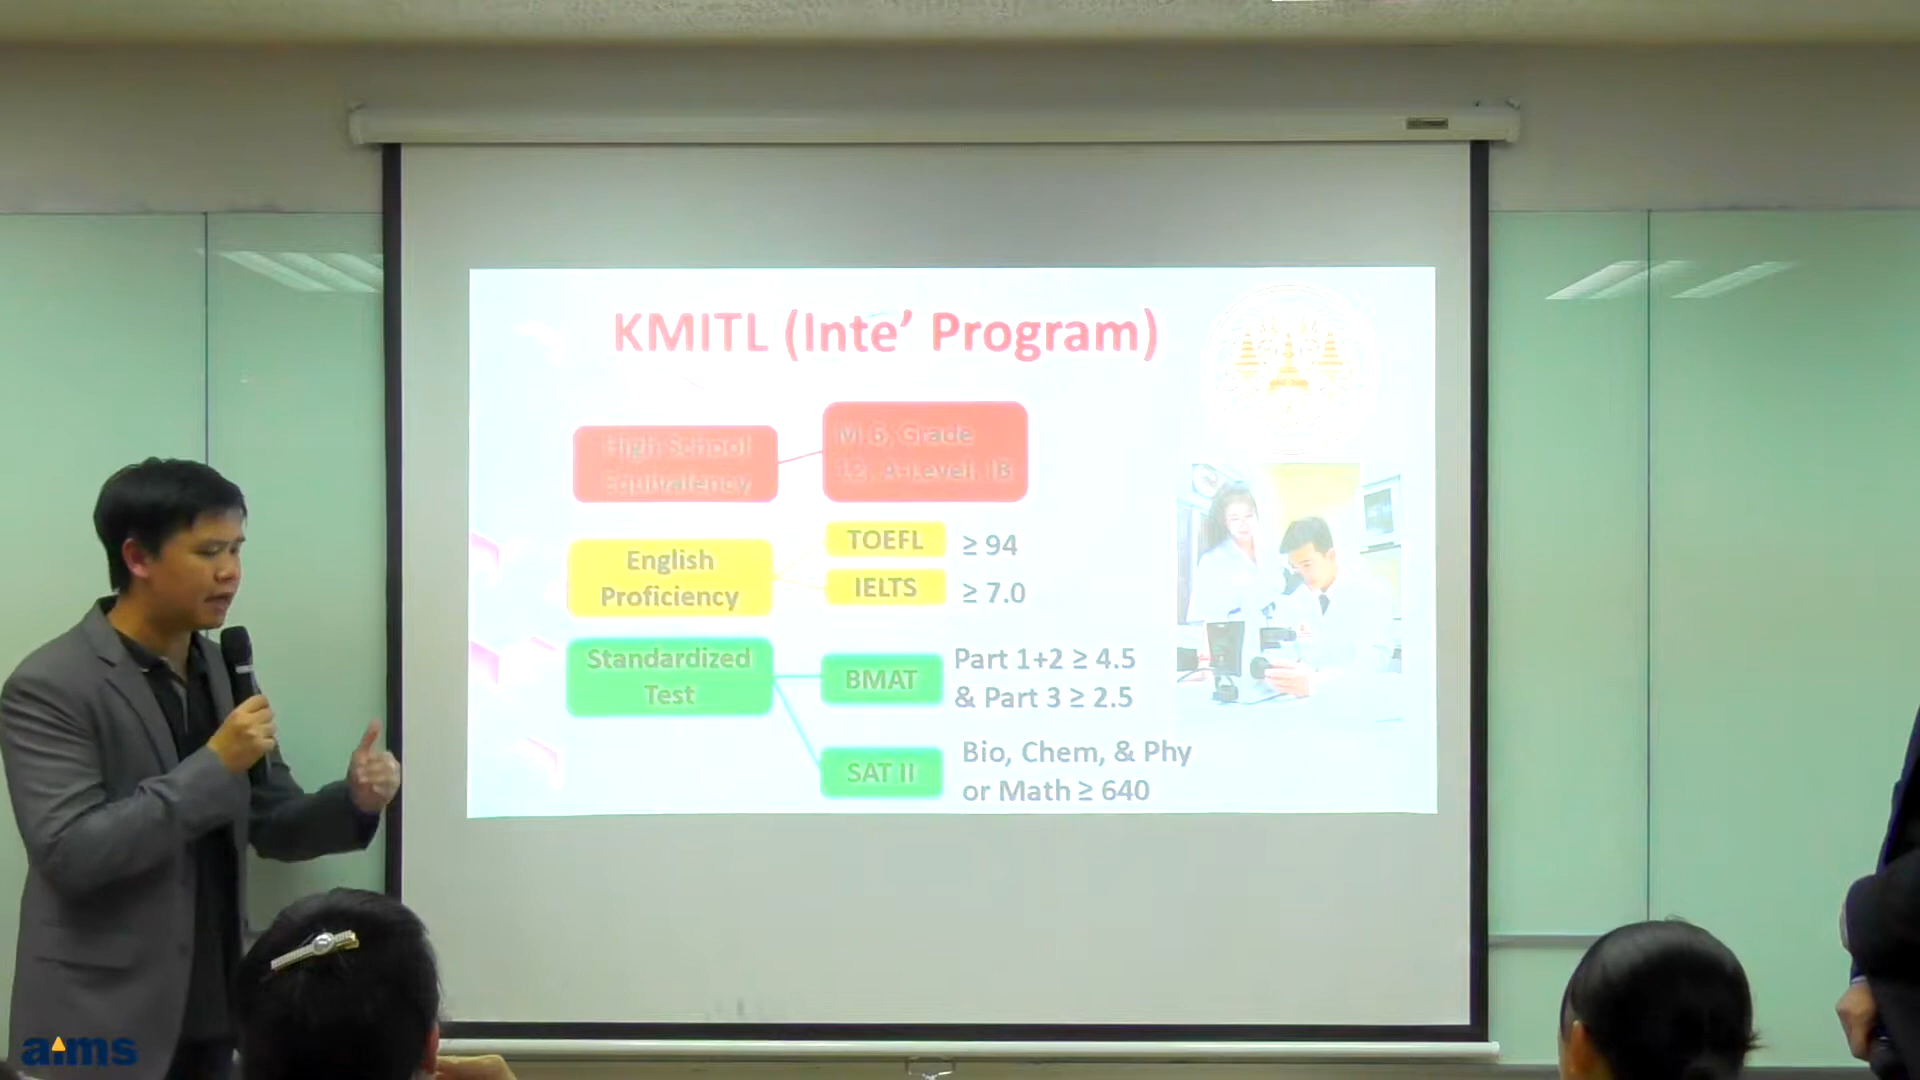 KMITL (Inte’ Program)
High School
Equivalency
M 6, Grade
12, A-Level, IB
English
Proficiency
TOEFL
≥ 94
IELTS
≥ 7.0
Standardized
Test
BMAT
Part 1+2 ≥ 4.5
& Part 3 ≥ 2.5
SAT II
Bio, Chem, & Phy
or Math ≥ 640
aims